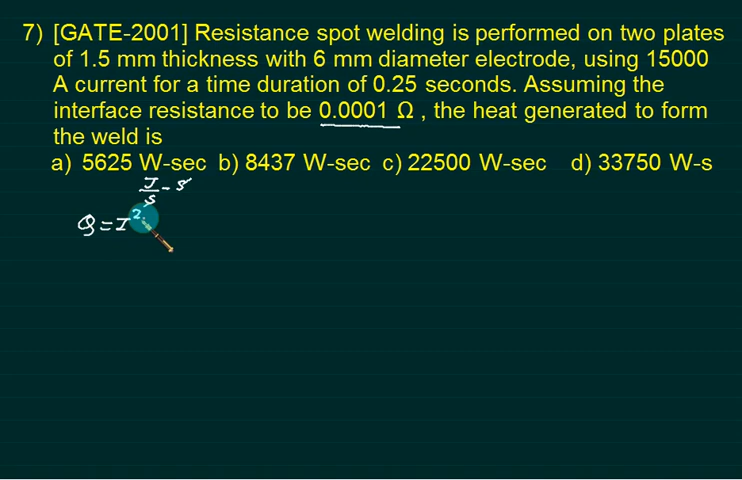 7) [GATE-2001] Resistance spot welding is performed on two plates
of 1.5 mm thickness with 6 mm diameter electrode, using 15000
A current for a time duration of 0.25 seconds. Assuming the
interface resistance to be 0.0001 Ω , the heat generated to form
the weld is
a) 5625 W-sec b) 8437 W-sec c) 22500 W-sec d) 33750 W-s
J/s - s
Q = I²